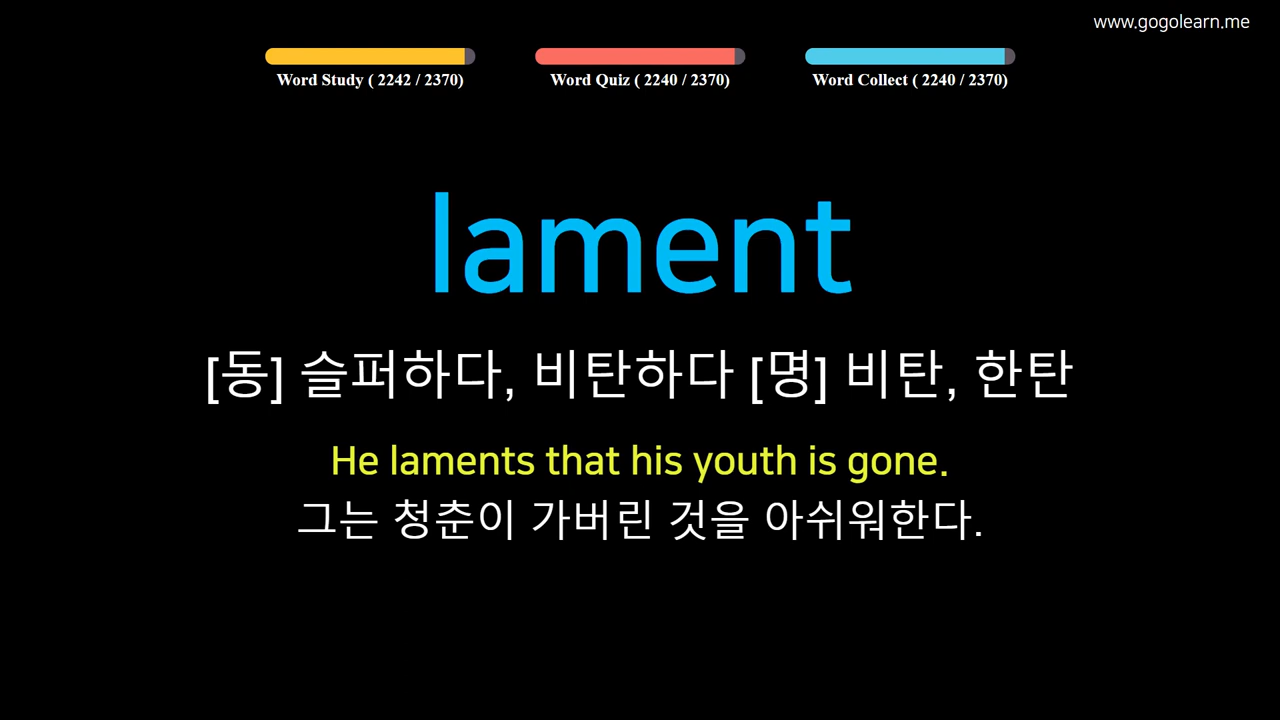 www.gogolearn.me
Word Study ( 2242 / 2370)
Word Quiz ( 2240 / 2370)
Word Collect ( 2240 / 2370)
lament
[동] 슬퍼하다, 비탄하다 [명] 비탄, 한탄
He laments that his youth is gone.
그는 청춘이 가버린 것을 아쉬워한다.